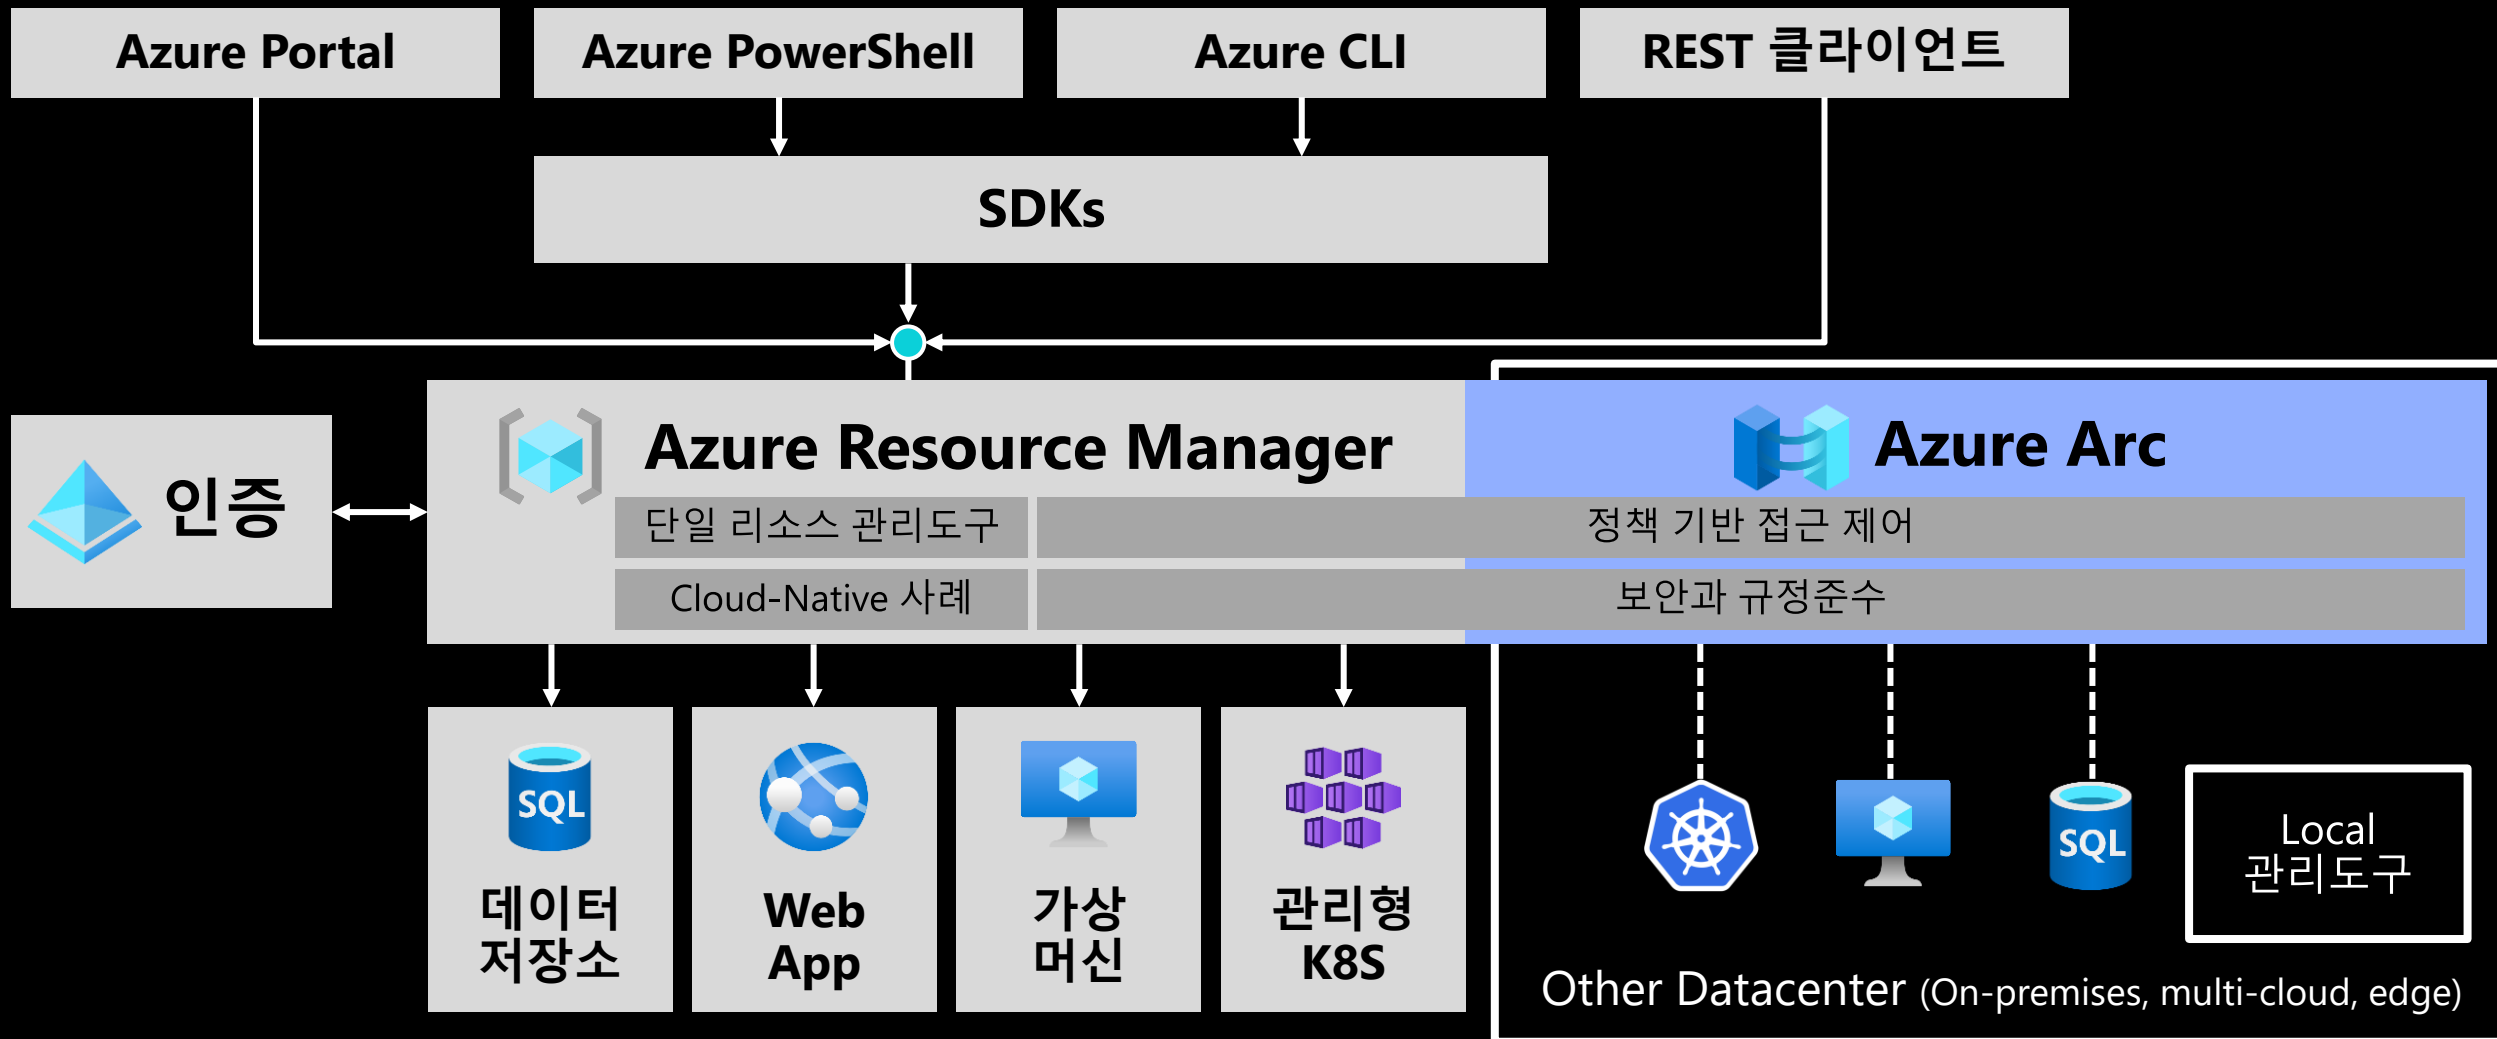 Azure Portal
Azure PowerShell
Azure CLI
REST 클라이언트
SDKs
인증
Azure Resource Manager
Azure Arc
단일 리소스 관리도구
정책 기반 접근 제어
Cloud-Native 사례
보안과 규정준수
SQL
데이터
저장소
Web
App
가상
머신
관리형
K8S
SQL
Local
관리도구
Other Datacenter (On-premises, multi-cloud, edge)